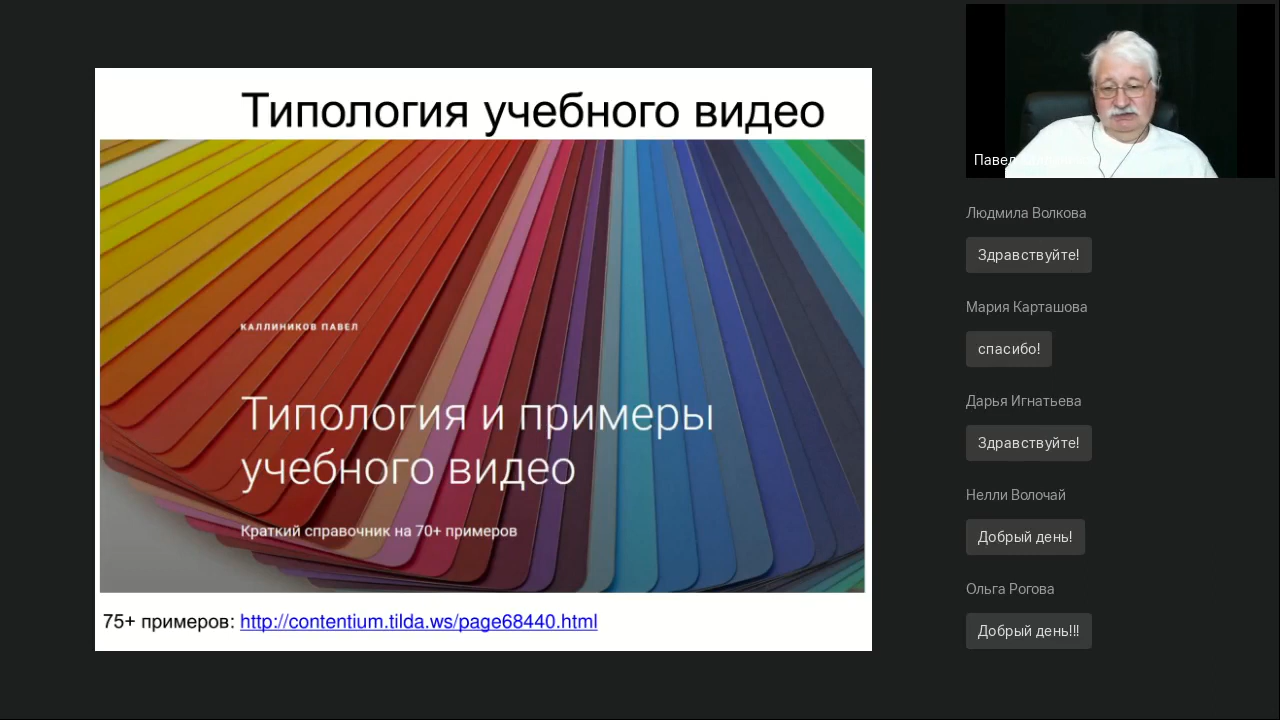 Типология учебного видео
КАЛЛИНИКОВ ПАВЕЛ
Типология и примеры
учебного видео
Краткий справочник на 70+ примеров
75+ примеров: http://contentium.tilda.ws/page68440.html
Павел
Людмила Волкова
Здравствуйте!
Мария Карташова
спасибо!
Дарья Игнатьева
Здравствуйте!
Нелли Волочай
Добрый день!
Ольга Рогова
Добрый день!!!